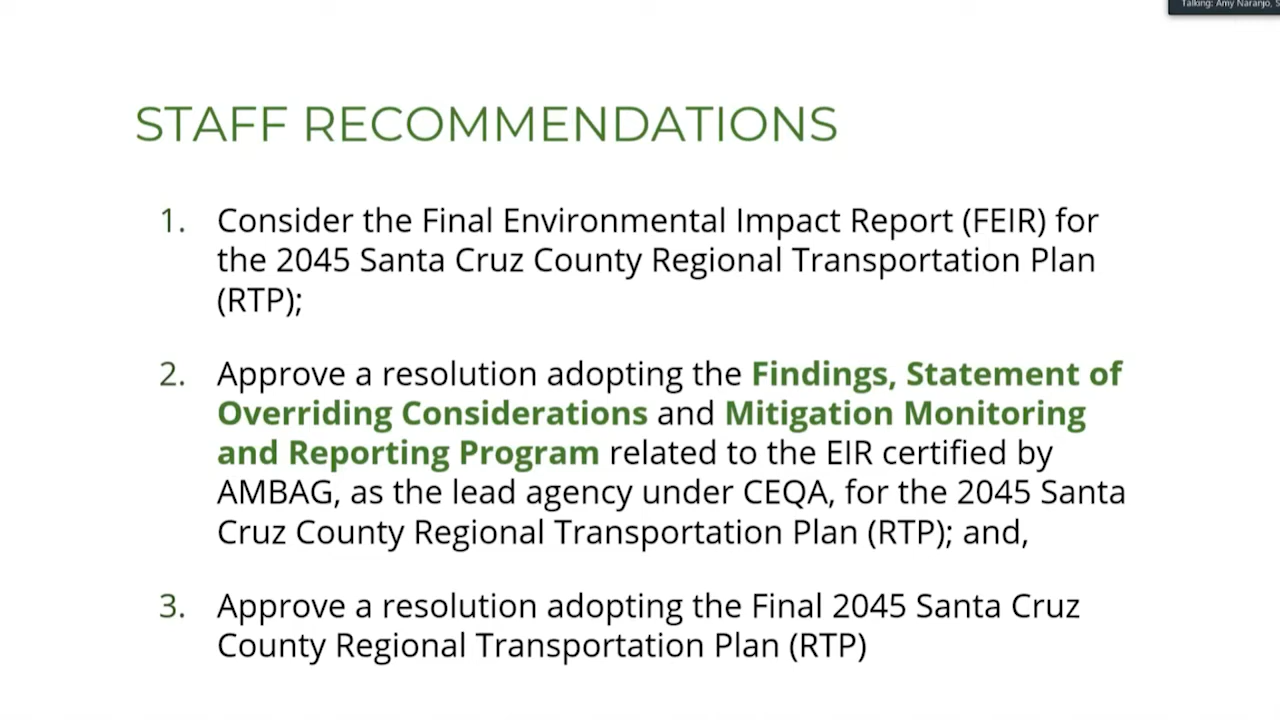 Talking: Amy Naranjo, S
STAFF RECOMMENDATIONS
1. Consider the Final Environmental Impact Report (FEIR) for
the 2045 Santa Cruz County Regional Transportation Plan
(RTP);
2. Approve a resolution adopting the Findings, Statement of
Overriding Considerations and Mitigation Monitoring
and Reporting Program related to the EIR certified by
AMBAG, as the lead agency under CEQA, for the 2045 Santa
Cruz County Regional Transportation Plan (RTP); and,
3. Approve a resolution adopting the Final 2045 Santa Cruz
County Regional Transportation Plan (RTP)